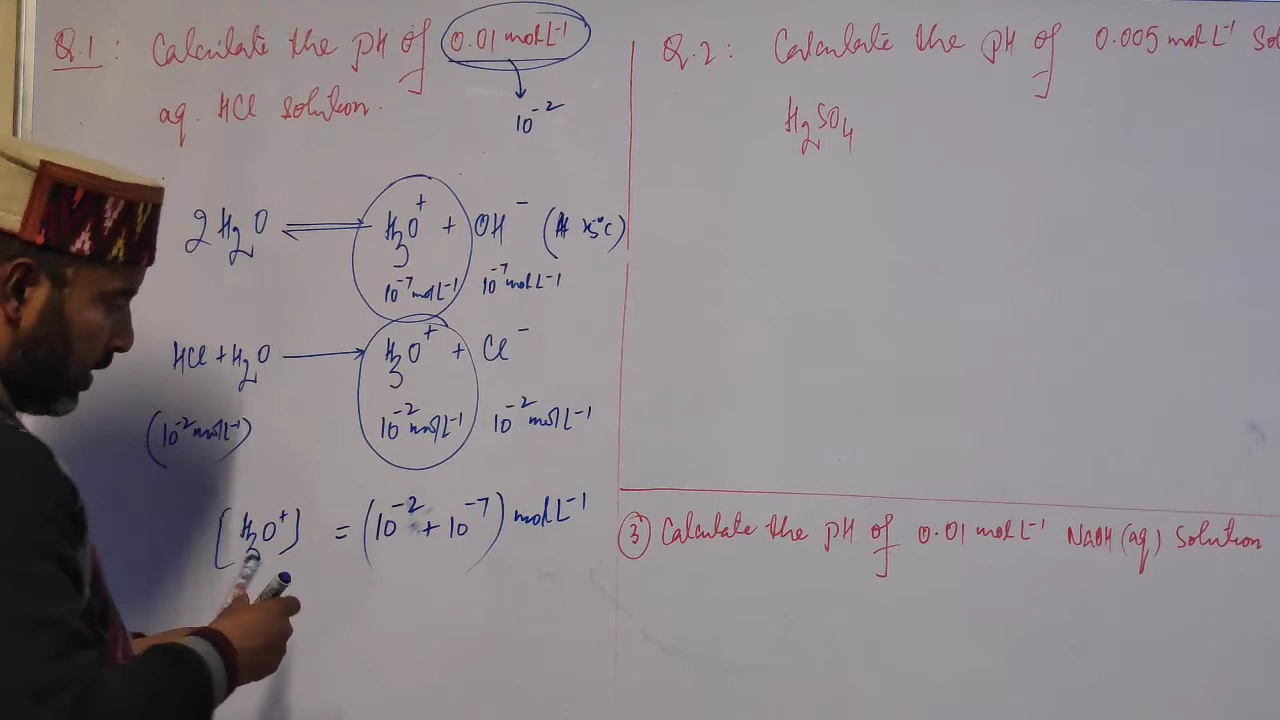 Q.1 : Calculate the pH of 0.01 mol L⁻¹
aq. HCl solution.
10⁻²
2H₂O ⇌ H₃O⁺ + OH⁻ (At 25°C)
10⁻⁷ mol L⁻¹ 10⁻⁷ mol L⁻¹
HCl + H₂O → H₃O⁺ + Cl⁻
(10⁻² mol L⁻¹) 10⁻² mol L⁻¹ 10⁻² mol L⁻¹
[H₃O⁺] = (10⁻² + 10⁻⁷) mol L⁻¹
Q.2 : Calculate the pH of 0.005 mol L⁻¹ Sol
H₂SO₄
③ Calculate the pH of 0.01 mol L⁻¹ NaOH (aq) Solution